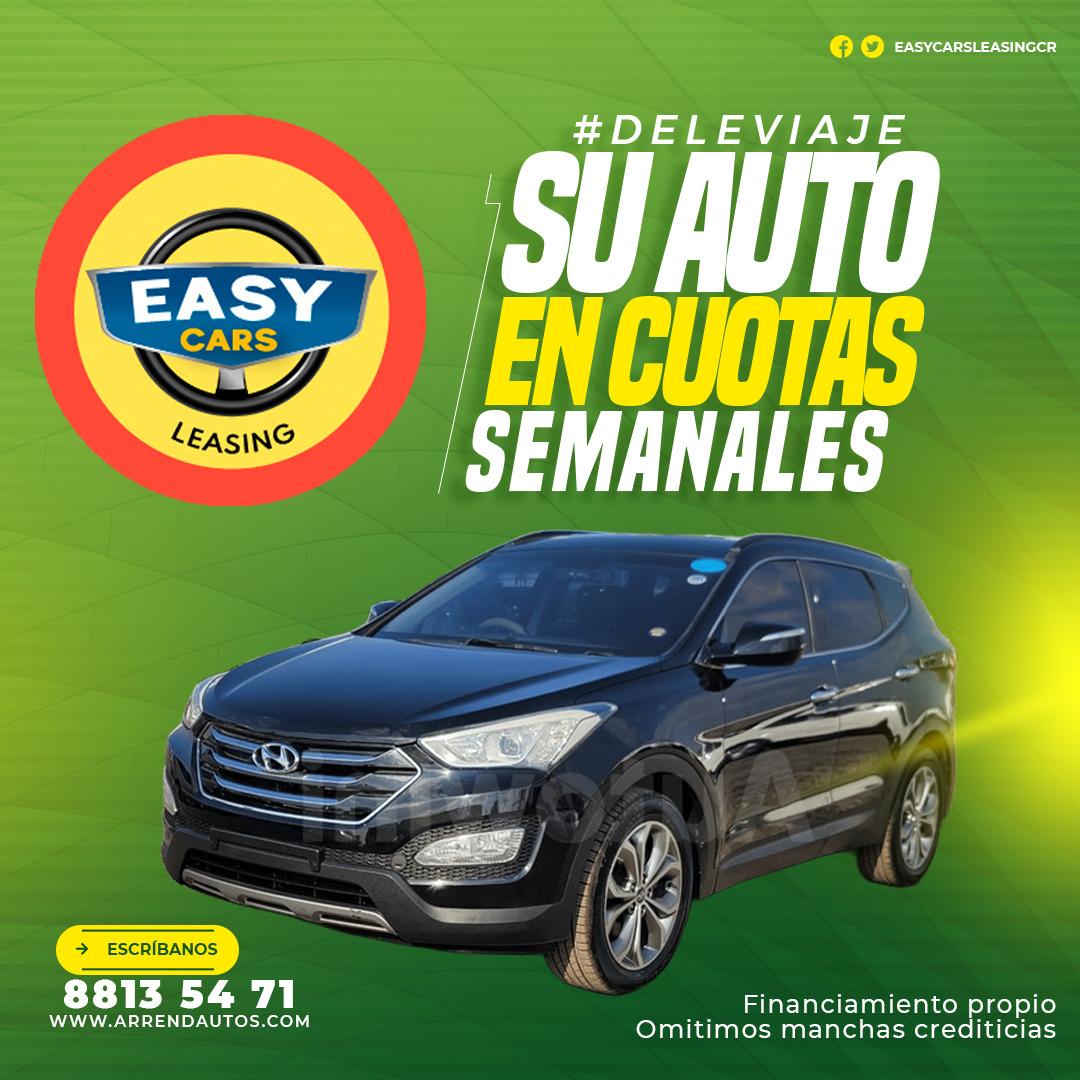 EASYCARSLEASINGCR
#DELEVIAJE
SU AUTO
EN CUOTAS
SEMANALES
EASY
CARS
LEASING
ESCRÍBANOS
8813 54 71
WWW.ARRENDAUTOS.COM
Financiamiento propio
Omitimos manchas crediticias